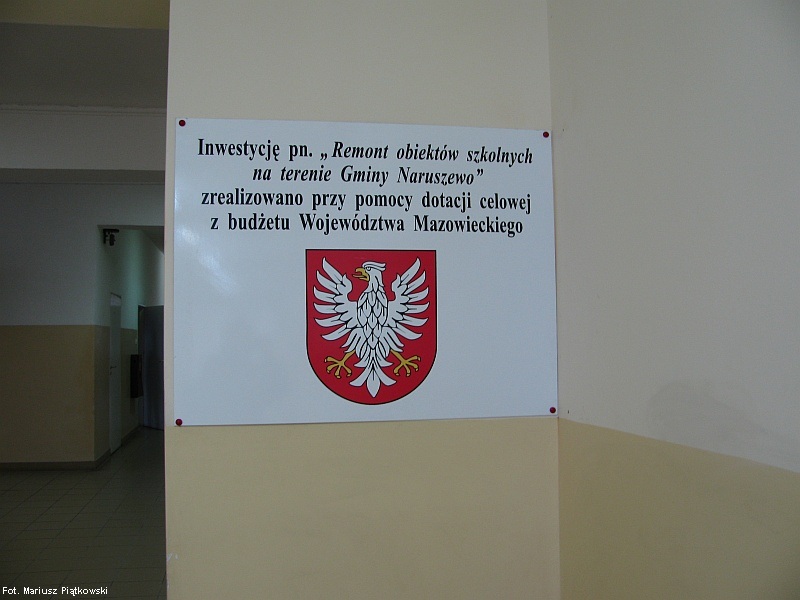 Inwestycję pn. „Remont obiektów szkolnych
na terenie Gminy Naruszewo”
zrealizowano przy pomocy dotacji celowej
z budżetu Województwa Mazowieckiego
Fot. Mariusz Piątkowski